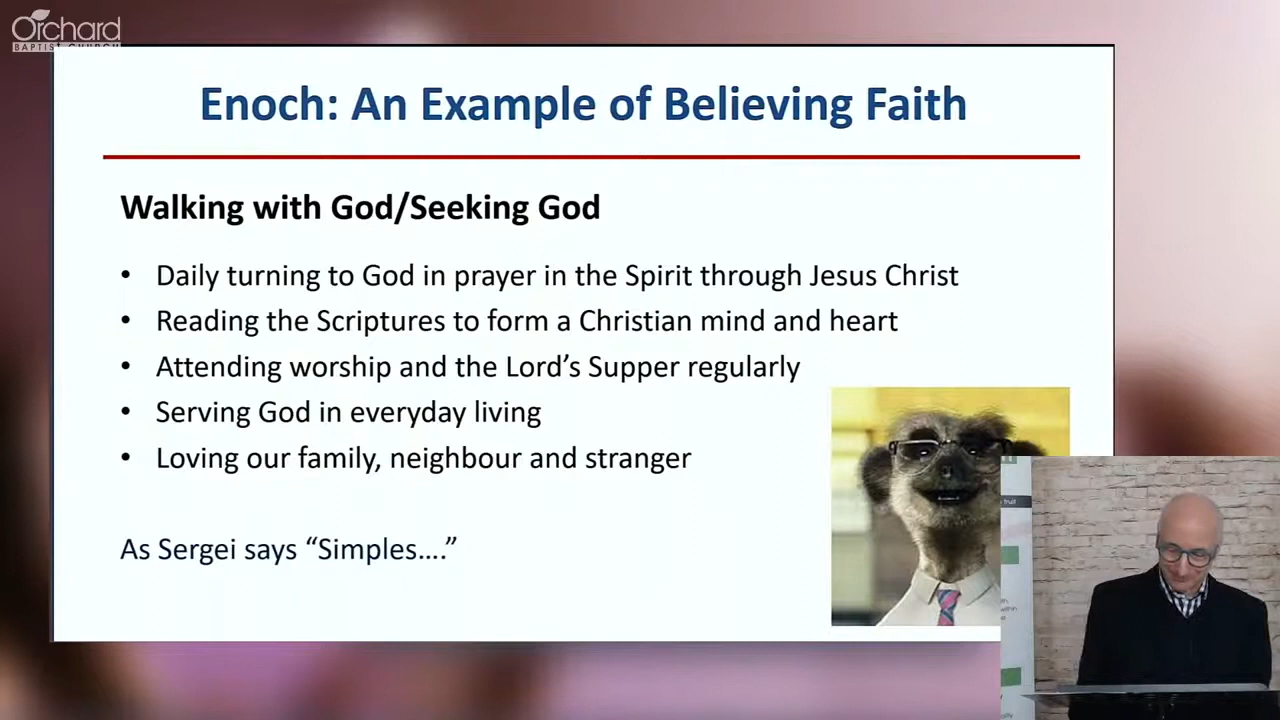 Orchard
BAPTIST CHURCH
Enoch: An Example of Believing Faith
Walking with God/Seeking God
• Daily turning to God in prayer in the Spirit through Jesus Christ
• Reading the Scriptures to form a Christian mind and heart
• Attending worship and the Lord’s Supper regularly
• Serving God in everyday living
• Loving our family, neighbour and stranger
As Sergei says “Simples....”
fruit
within